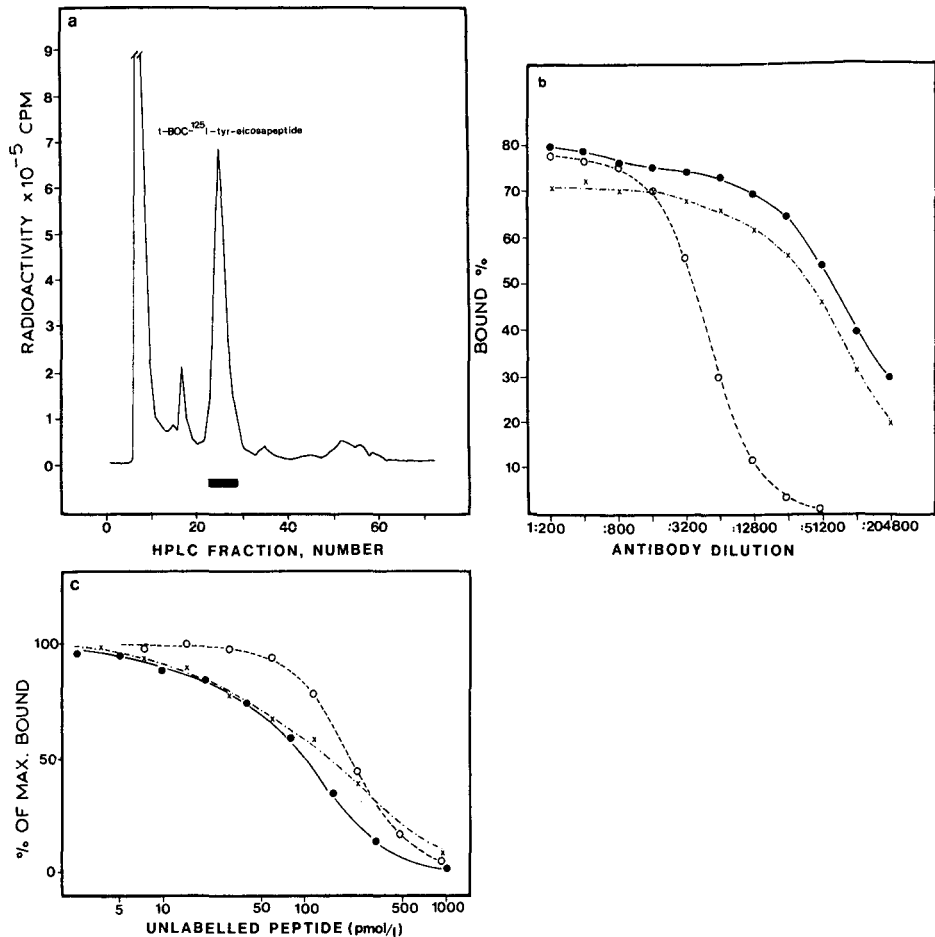 a
9
8
7
6
5
4
3
2
1
0
RADIOACTIVITY x10⁻⁵ CPM
t-BOC-¹²⁵I-tyr-eicosapeptide
0 20 40 60
HPLC FRACTION, NUMBER
b
80
70
60
50
40
30
20
10
BOUND %
1:200 :800 :3200 :12800 :51200 :204800
ANTIBODY DILUTION
c
100
50
0
% OF MAX. BOUND
5 10 50 100 500 1000
UNLABELLED PEPTIDE (pmol/l)